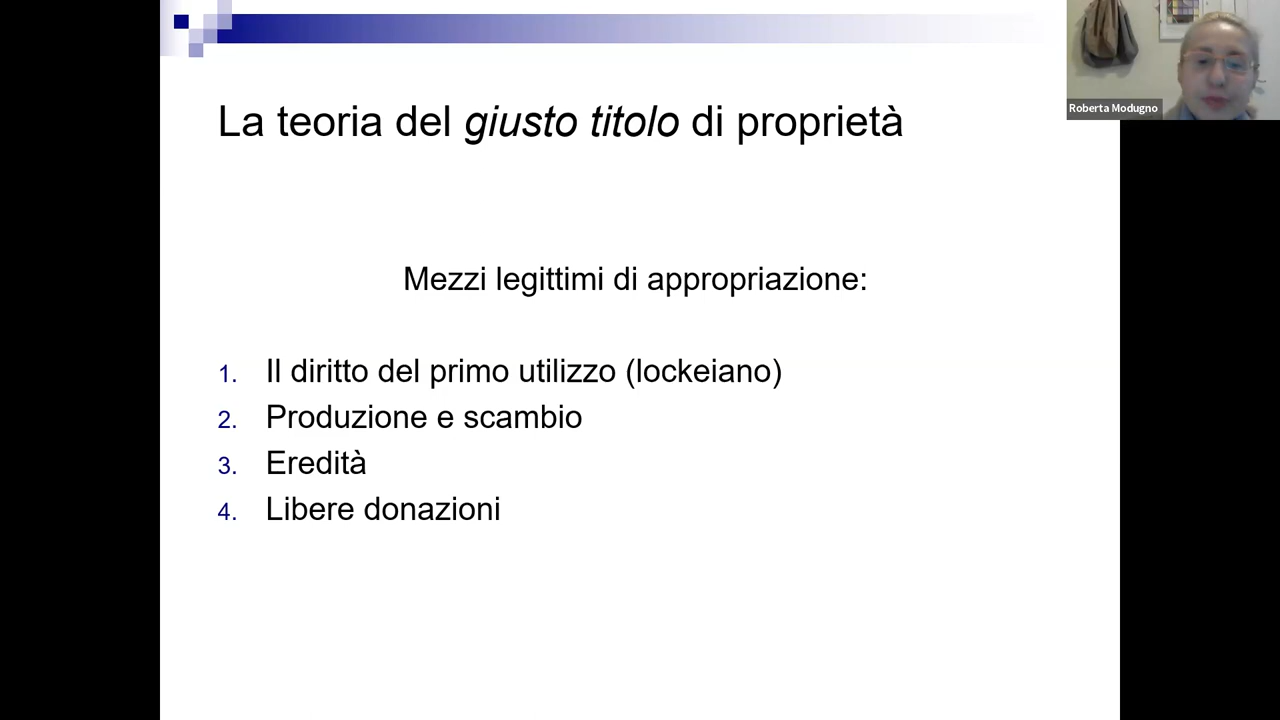 La teoria del giusto titolo di proprietà
Roberta Modugno
Mezzi legittimi di appropriazione:
1. Il diritto del primo utilizzo (lockeiano)
2. Produzione e scambio
3. Eredità
4. Libere donazioni